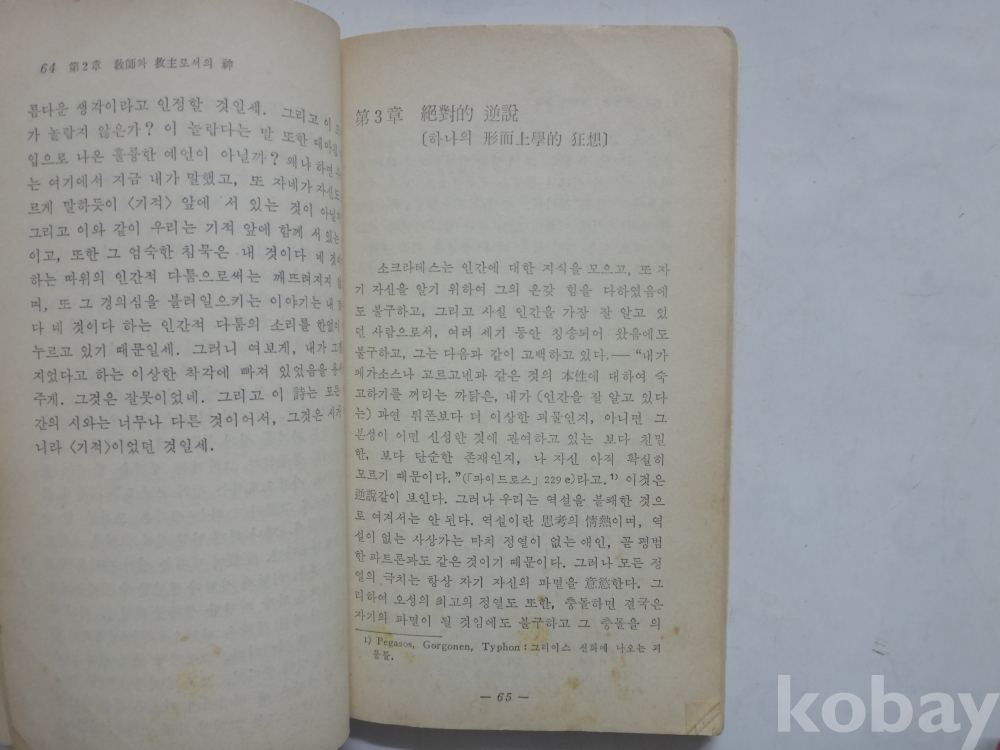 64 第2章 敎師와 救主로서의 神
름다운 생각이라고 인정할 것일세. 그리고 이
가 놀랍지 않은가? 이 놀랍다는 말 또한
입으로 나온 훌륭한 예언이 아닐까? 왜냐 하면
는 여기에서 지금 내가 말했고, 또 자네가 자신도
르게 말하듯이 〈기적〉 앞에 서 있는 것이 아닐
그리고 이와 같이 우리는 기적 앞에 함께 서 있는
이고, 또한 그 엄숙한 침묵은 내 것이다 네 것이
하는 따위의 인간적 다툼으로써는 깨뜨려져지
며, 또 그 경의심을 불러일으키는 이야기는 내
다 네 것이다 하는 인간적 다툼의 소리를 한없이
누르고 있기 때문일세. 그러니 여보게, 내가
지었다고 하는 이상한 착각에 빠져 있었음을
주게. 그것은 잘못이었네. 그리고 이 詩는 모든
간의 시와는 너무나 다른 것이어서, 그것은
니라 〈기적〉이었던 것일세.
第3章 絕對的 逆說
〔하나의 形而上學的 狂想〕
소크라테스는 인간에 대한 지식을 모으고, 또 자
기 자신을 알기 위하여 그의 온갖 힘을 다하였음에
도 불구하고, 그리고 사실 인간을 가장 잘 알고 있
던 사람으로서, 여러 세기 동안 칭송되어 왔음에도
불구하고, 그는 다음과 같이 고백하고 있다.— “내가
페가소스나 고르고넨과 같은 것의 本性에 대하여 숙
고하기를 꺼리는 까닭은, 내가 (인간을 잘 알고 있다
는) 과연 튀폰보다 더 이상한 괴물인지, 아니면 그
본성이 어떤 신성한 것에 관여하고 있는 보다 친밀
한, 보다 단순한 존재인지, 나 자신 아직 확실히
모르기 때문이다.”(「파이드로스」 229 e)라고.1) 이것은
逆說같이 보인다. 그러나 우리는 역설을 불쾌한 것으
로 여겨서는 안 된다. 역설이란 思考의 情熱이며, 역
설이 없는 사상가는 마치 정열이 없는 애인, 곧 평범
한 파트론과도 같은 것이기 때문이다. 그러나 모든 정
열의 극치는 항상 자기 자신의 파멸을 意慾한다. 그
리하여 오성의 최고의 정열도 또한, 충돌하면 결국은
자기의 파멸이 될 것임에도 불구하고 그 충돌을 의
1) Pegasos, Gorgonen, Typhon : 그리이스 신화에 나오는 괴
물들.
— 65 —
kobay